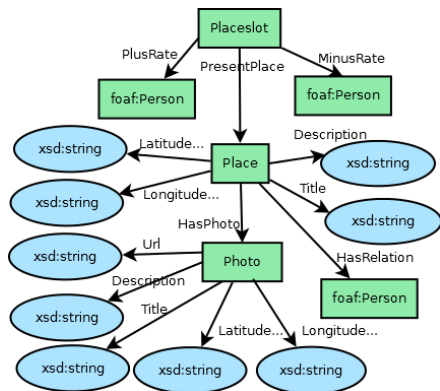 Placeslot
PlusRate
MinusRate
PresentPlace
foaf:Person
foaf:Person
Description
xsd:string
Latitude...
Place
xsd:string
Title
xsd:string
Longitude...
xsd:string
HasPhoto
xsd:string
Url
HasRelation
Photo
Description
foaf:Person
xsd:string
Title
Latitude...
Longitude...
xsd:string
xsd:string
xsd:string